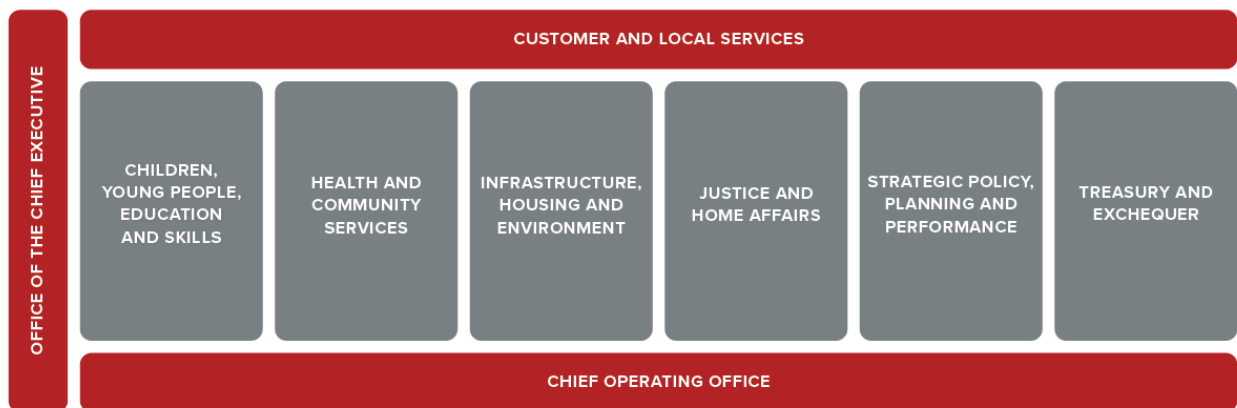 OFFICE OF THE CHIEF EXECUTIVE
CUSTOMER AND LOCAL SERVICES
CHILDREN,
YOUNG PEOPLE,
EDUCATION
AND SKILLS
HEALTH AND
COMMUNITY
SERVICES
INFRASTRUCTURE,
HOUSING AND
ENVIRONMENT
JUSTICE AND
HOME AFFAIRS
STRATEGIC POLICY,
PLANNING AND
PERFORMANCE
TREASURY AND
EXCHEQUER
CHIEF OPERATING OFFICE